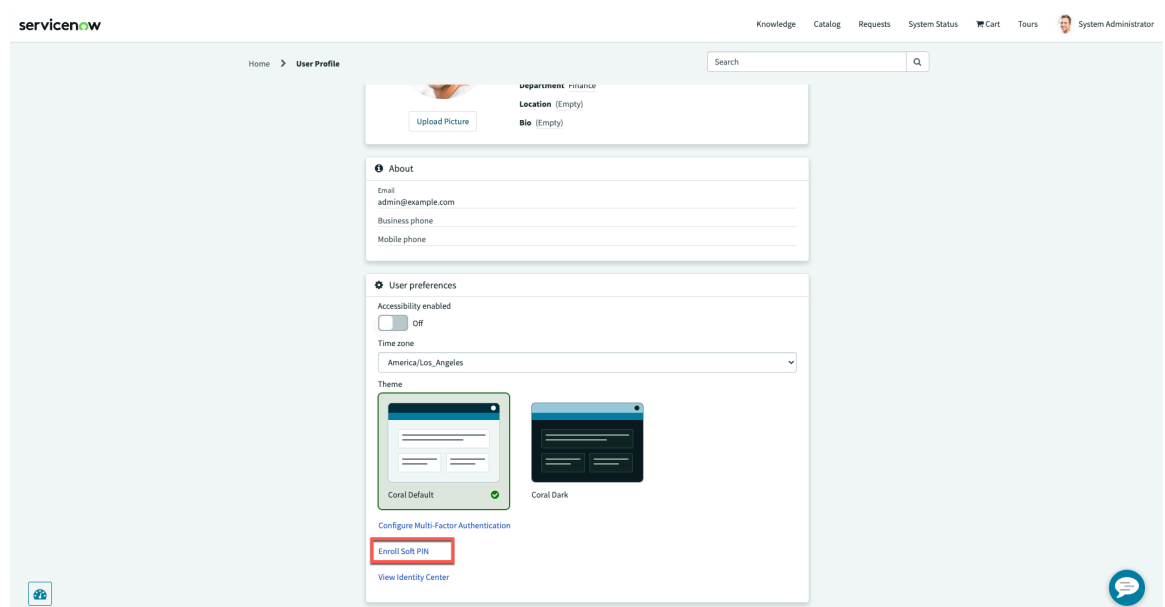 servicenow
Knowledge Catalog Requests System Status Cart Tours System Administrator
Home > User Profile
Search
Department Finance
Location (Empty)
Upload Picture
Bio (Empty)
About
Email
admin@example.com
Business phone
Mobile phone
User preferences
Accessibility enabled
Off
Time zone
America/Los_Angeles
Theme
Coral Default
Coral Dark
Configure Multi-Factor Authentication
Enroll Soft PIN
View Identity Center